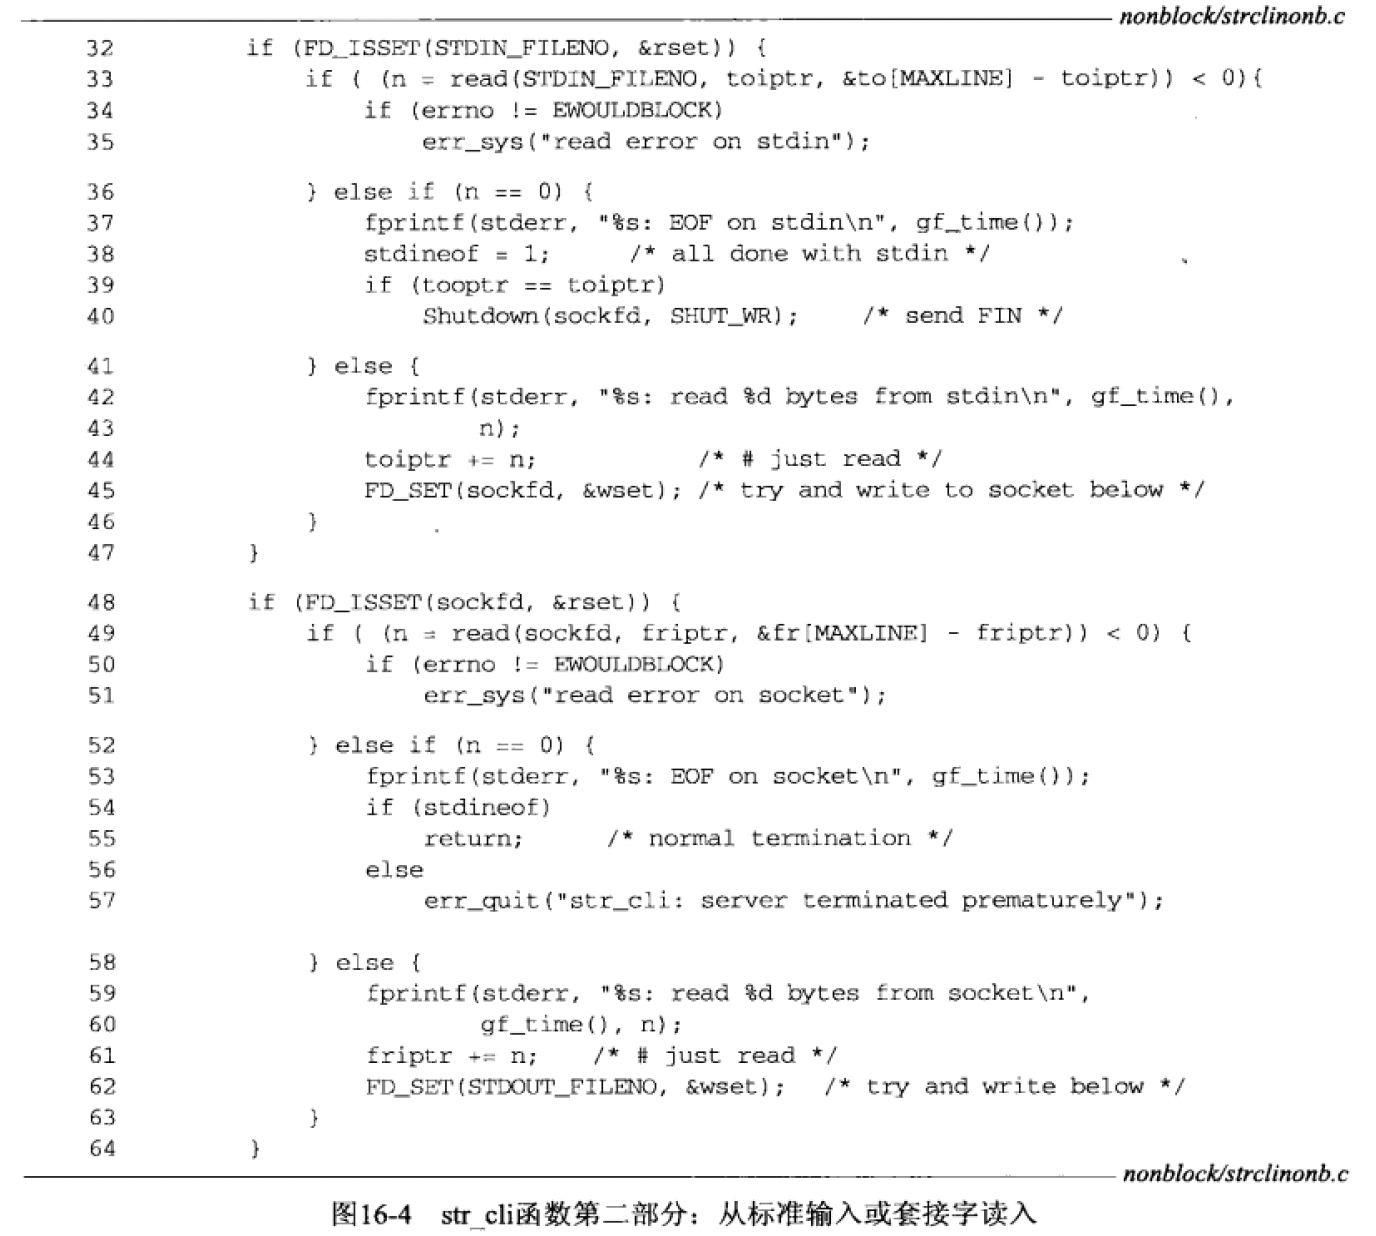 nonblock/strclinonb.c
32 if (FD_ISSET(STDIN_FILENO, &rset)) {
33 if ( (n = read(STDIN_FILENO, toiptr, &to[MAXLINE] - toiptr)) < 0){
34 if (errno != EWOULDBLOCK)
35 err_sys("read error on stdin");
36 } else if (n == 0) {
37 fprintf(stderr, "%s: EOF on stdin\n", gf_time());
38 stdineof = 1; /* all done with stdin */
39 if (tooptr == toiptr)
40 Shutdown(sockfd, SHUT_WR); /* send FIN */
41 } else {
42 fprintf(stderr, "%s: read %d bytes from stdin\n", gf_time(),
43 n);
44 toiptr += n; /* # just read */
45 FD_SET(sockfd, &wset); /* try and write to socket below */
46 }
47 }
48 if (FD_ISSET(sockfd, &rset)) {
49 if ( (n = read(sockfd, friptr, &fr[MAXLINE] - friptr)) < 0) {
50 if (errno != EWOULDBLOCK)
51 err_sys("read error on socket");
52 } else if (n == 0) {
53 fprintf(stderr, "%s: EOF on socket\n", gf_time());
54 if (stdineof)
55 return; /* normal termination */
56 else
57 err_quit("str_cli: server terminated prematurely");
58 } else {
59 fprintf(stderr, "%s: read %d bytes from socket\n",
60 gf_time(), n);
61 friptr += n; /* # just read */
62 FD_SET(STDOUT_FILENO, &wset); /* try and write below */
63 }
64 }
nonblock/strclinonb.c
图16-4 str_cli函数第二部分：从标准输入或套接字读入